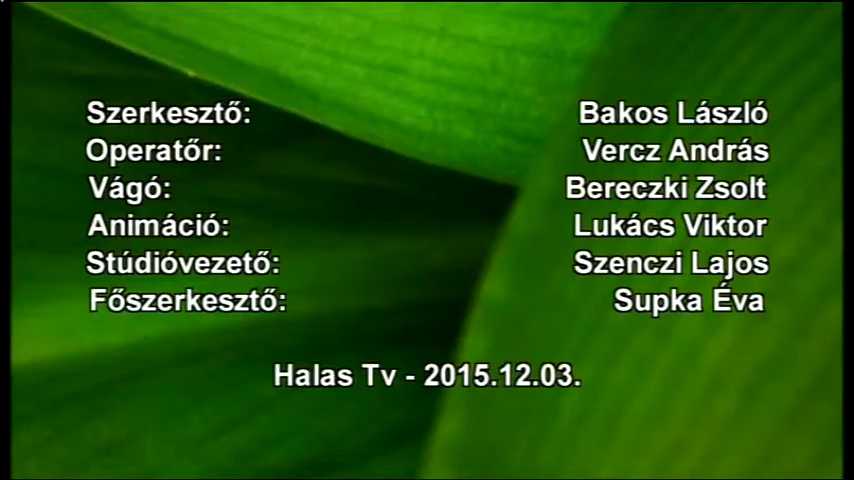 Szerkesztő: Bakos László
Operatőr: Vercz András
Vágó: Bereczki Zsolt
Animáció: Lukács Viktor
Stúdióvezető: Szenczi Lajos
Főszerkesztő: Supka Éva
Halas Tv - 2015.12.03.